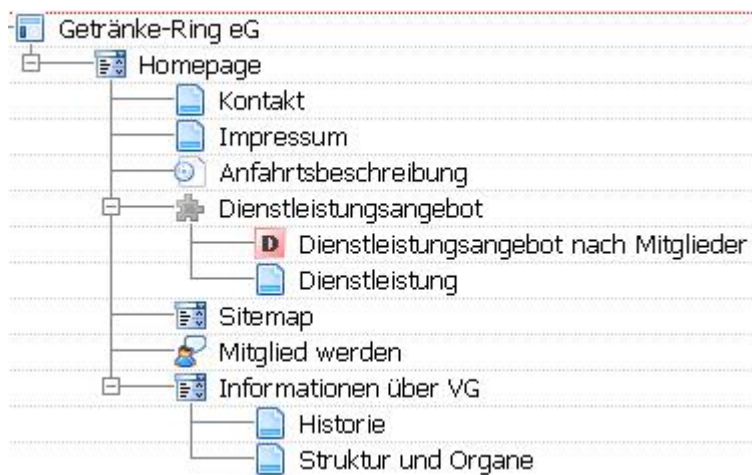 Getränke-Ring eG
Homepage
Kontakt
Impressum
Anfahrtsbeschreibung
Dienstleistungsangebot
D Dienstleistungsangebot nach Mitglieder
Dienstleistung
Sitemap
Mitglied werden
Informationen über VG
Historie
Struktur und Organe